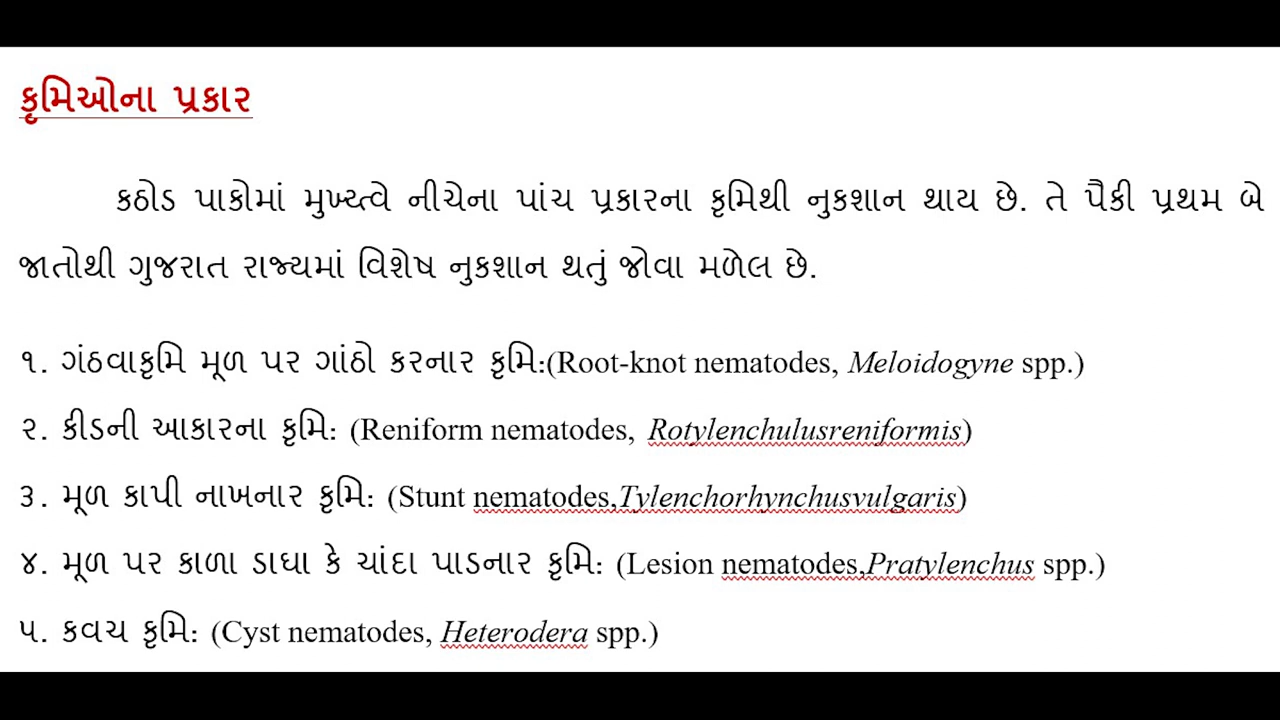 કૃમિઓના પ્રકાર
કઠોડ પાકોમાં મુખ્ય્ત્વે નીચેના પાંચ પ્રકારના કૃમિથી નુકશાન થાય છે. તે પૈકી પ્રથમ બે
જાતોથી ગુજરાત રાજ્યમાં વિશેષ નુકશાન થતું જોવા મળેલ છે.
૧. ગંઠવાકૃમિ મૂળ પર ગાંઠો કરનાર કૃમિ:(Root-knot nematodes, Meloidogyne spp.)
૨. કીડની આકારના કૃમિ: (Reniform nematodes, Rotylenchulusreniformis)
૩. મૂળ કાપી નાખનાર કૃમિ: (Stunt nematodes,Tylenchorhynchusvulgaris)
૪. મૂળ પર કાળા ડાઘા કે ચાંદા પાડનાર કૃમિ: (Lesion nematodes,Pratylenchus spp.)
૫. કવચ કૃમિ: (Cyst nematodes, Heterodera spp.)